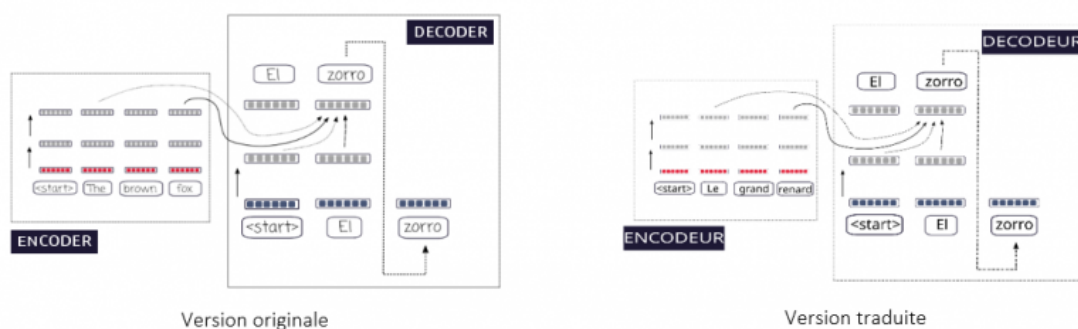 DECODER
El zorro
<start> The brown fox
ENCODER
<start> El zorro
Version originale
DECODEUR
El zorro
<start> Le grand renard
ENCODEUR
<start> El zorro
Version traduite